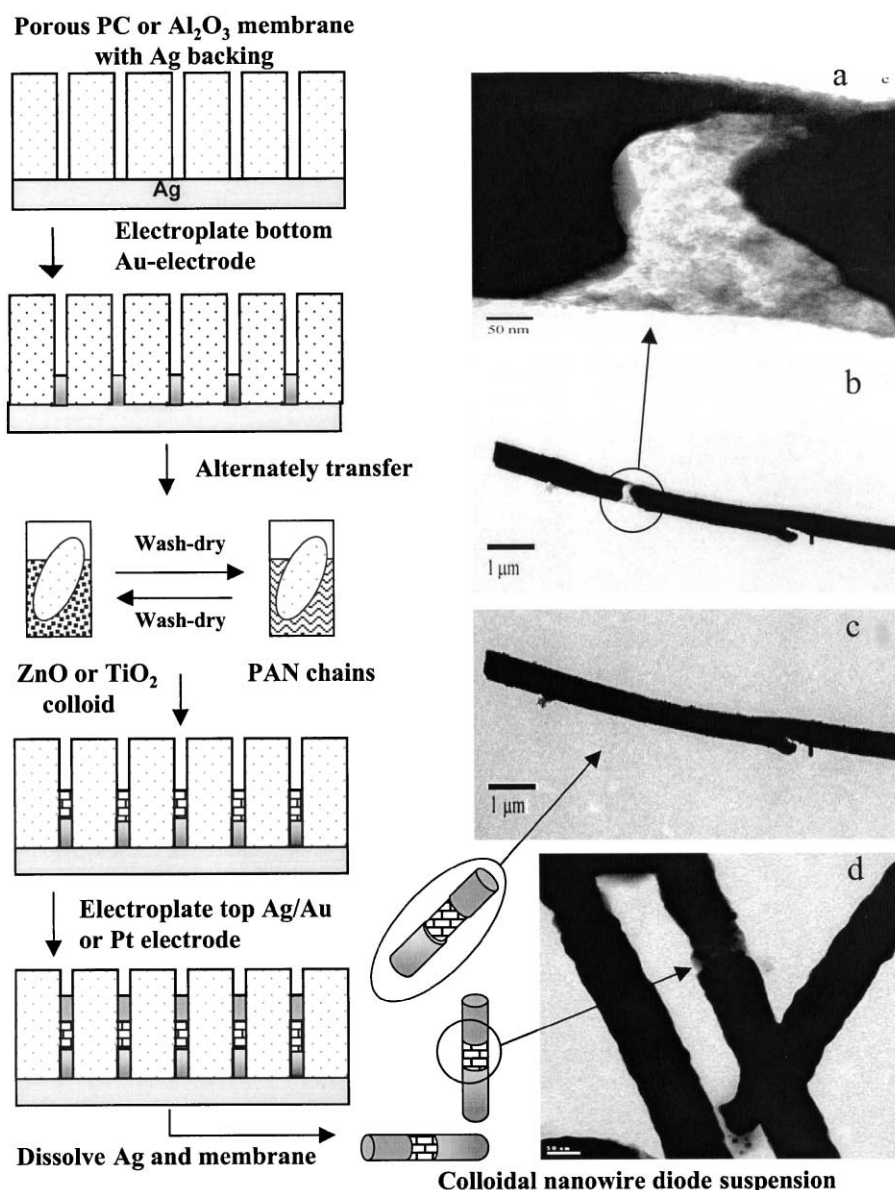 Porous PC or Al₂O₃ membrane
with Ag backing
Ag
Electroplate bottom
Au-electrode
Alternately transfer
Wash-dry
Wash-dry
ZnO or TiO₂
colloid
PAN chains
Electroplate top Ag/Au
or Pt electrode
Dissolve Ag and membrane
a
c
50 nm
b
1 μm
c
1 μm
d
50 nm
Colloidal nanowire diode suspension